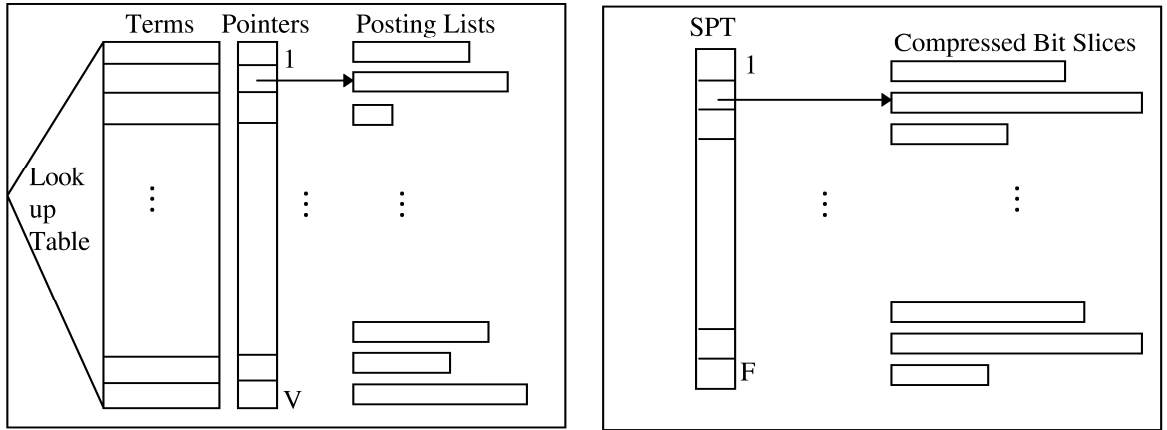 Terms Pointers Posting Lists
1
Look
up
Table
V
SPT
Compressed Bit Slices
1
F